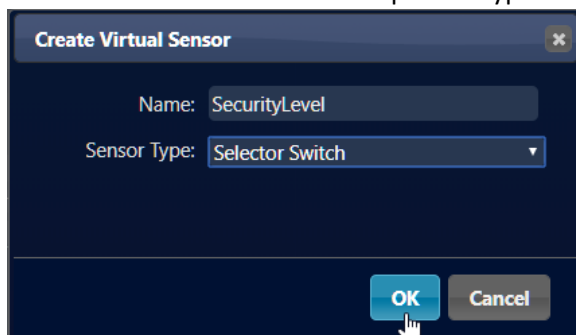 Create Virtual Sensor
Name: SecurityLevel
Sensor Type: Selector Switch
OK Cancel